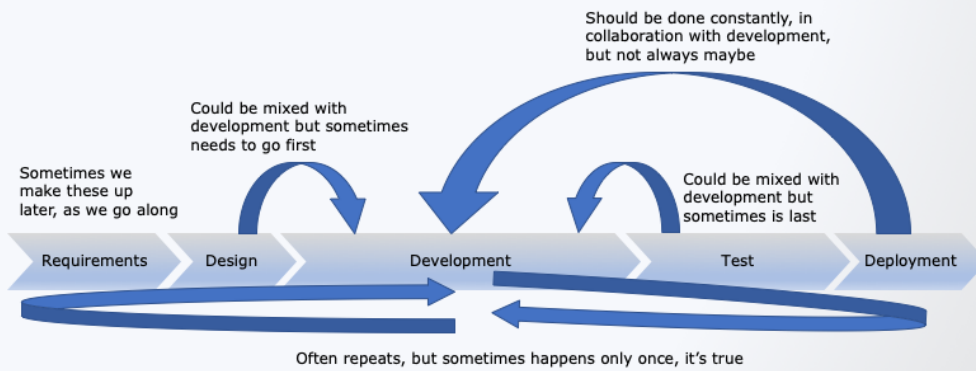 Should be done constantly, in
collaboration with development,
but not always maybe
Could be mixed with
development but sometimes
needs to go first
Sometimes we
make these up
later, as we go along
Could be mixed with
development but
sometimes is last
Requirements
Design
Development
Test
Deployment
Often repeats, but sometimes happens only once, it's true